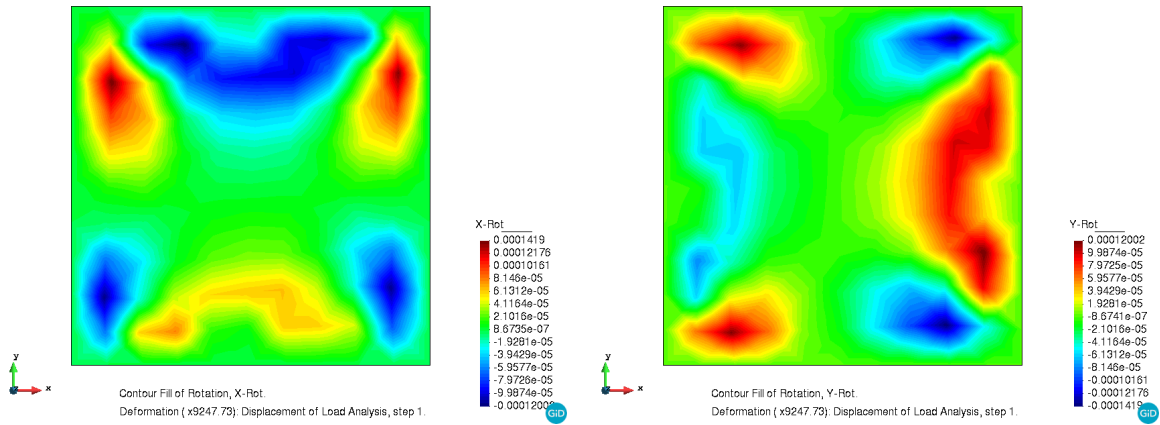 X-Rot
0.0001419
0.00012176
0.00010161
8.146e-05
6.1312e-05
4.1164e-05
2.1016e-05
8.6735e-07
-1.9281e-05
-3.9429e-05
-5.9577e-05
-7.9726e-05
-9.9874e-05
-0.00012002
y
x
Contour Fill of Rotation, X-Rot.
Deformation ( x9247.73): Displacement of Load Analysis, step 1.
GiD
Y-Rot
0.00012002
9.9874e-05
7.9725e-05
5.9577e-05
3.9429e-05
1.9281e-05
-8.6741e-07
-2.1016e-05
-4.1164e-05
-6.1312e-05
-8.146e-05
-0.00010161
-0.00012176
-0.0001419
y
x
Contour Fill of Rotation, Y-Rot.
Deformation ( x9247.73): Displacement of Load Analysis, step 1.
GiD